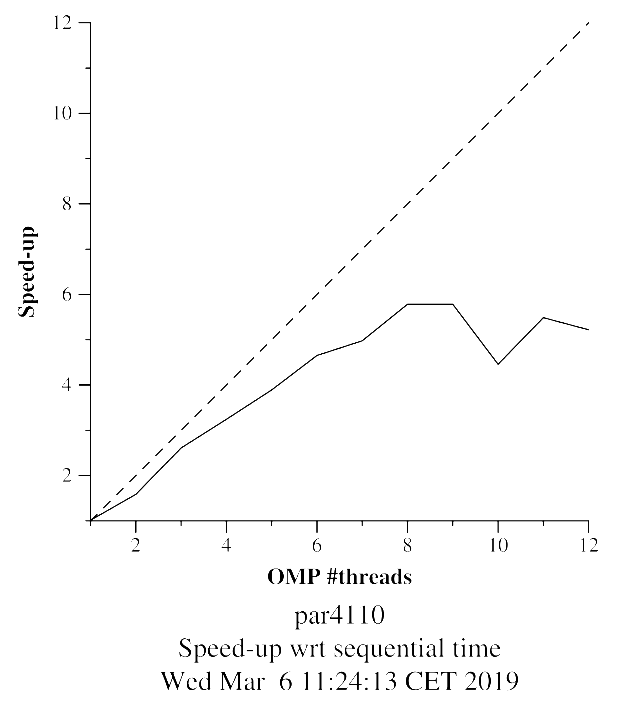 12
10
8
6
4
2
Speed-up
2 4 6 8 10 12
OMP #threads
par4110
Speed-up wrt sequential time
Wed Mar  6 11:24:13 CET 2019